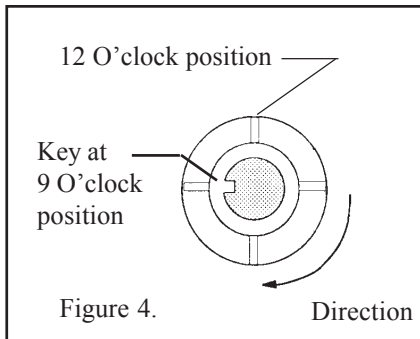 12 O’clock position
Key at
9 O’clock
position
Figure 4.
Direction